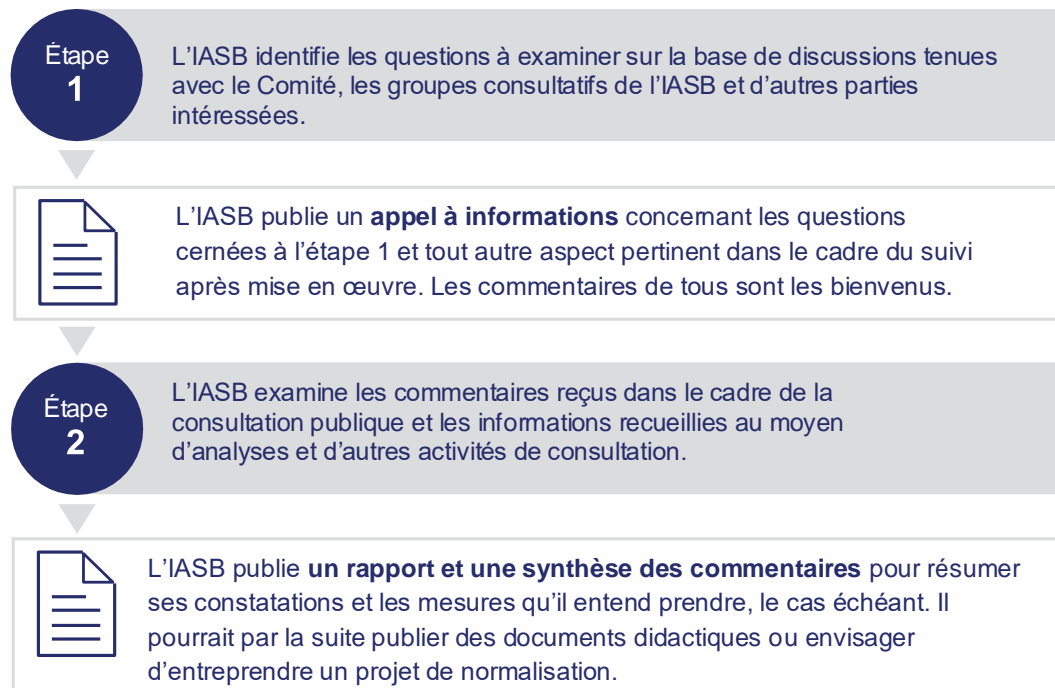 Étape
1
L’IASB identifie les questions à examiner sur la base de discussions tenues
avec le Comité, les groupes consultatifs de l’IASB et d’autres parties
intéressées.
L’IASB publie un appel à informations concernant les questions
cernées à l’étape 1 et tout autre aspect pertinent dans le cadre du suivi
après mise en œuvre. Les commentaires de tous sont les bienvenus.
Étape
2
L’IASB examine les commentaires reçus dans le cadre de la
consultation publique et les informations recueillies au moyen
d’analyses et d’autres activités de consultation.
L’IASB publie un rapport et une synthèse des commentaires pour résumer
ses constatations et les mesures qu’il entend prendre, le cas échéant. Il
pourrait par la suite publier des documents didactiques ou envisager
d’entreprendre un projet de normalisation.